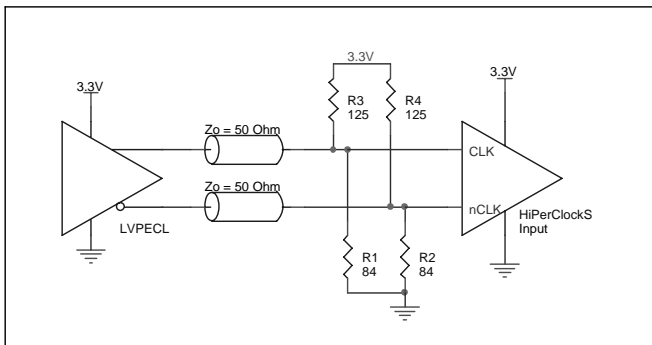 3.3V
3.3V
3.3V
R3
125
R4
125
Zo = 50 Ohm
CLK
Zo = 50 Ohm
nCLK
HiPerClockS
Input
LVPECL
R1
84
R2
84